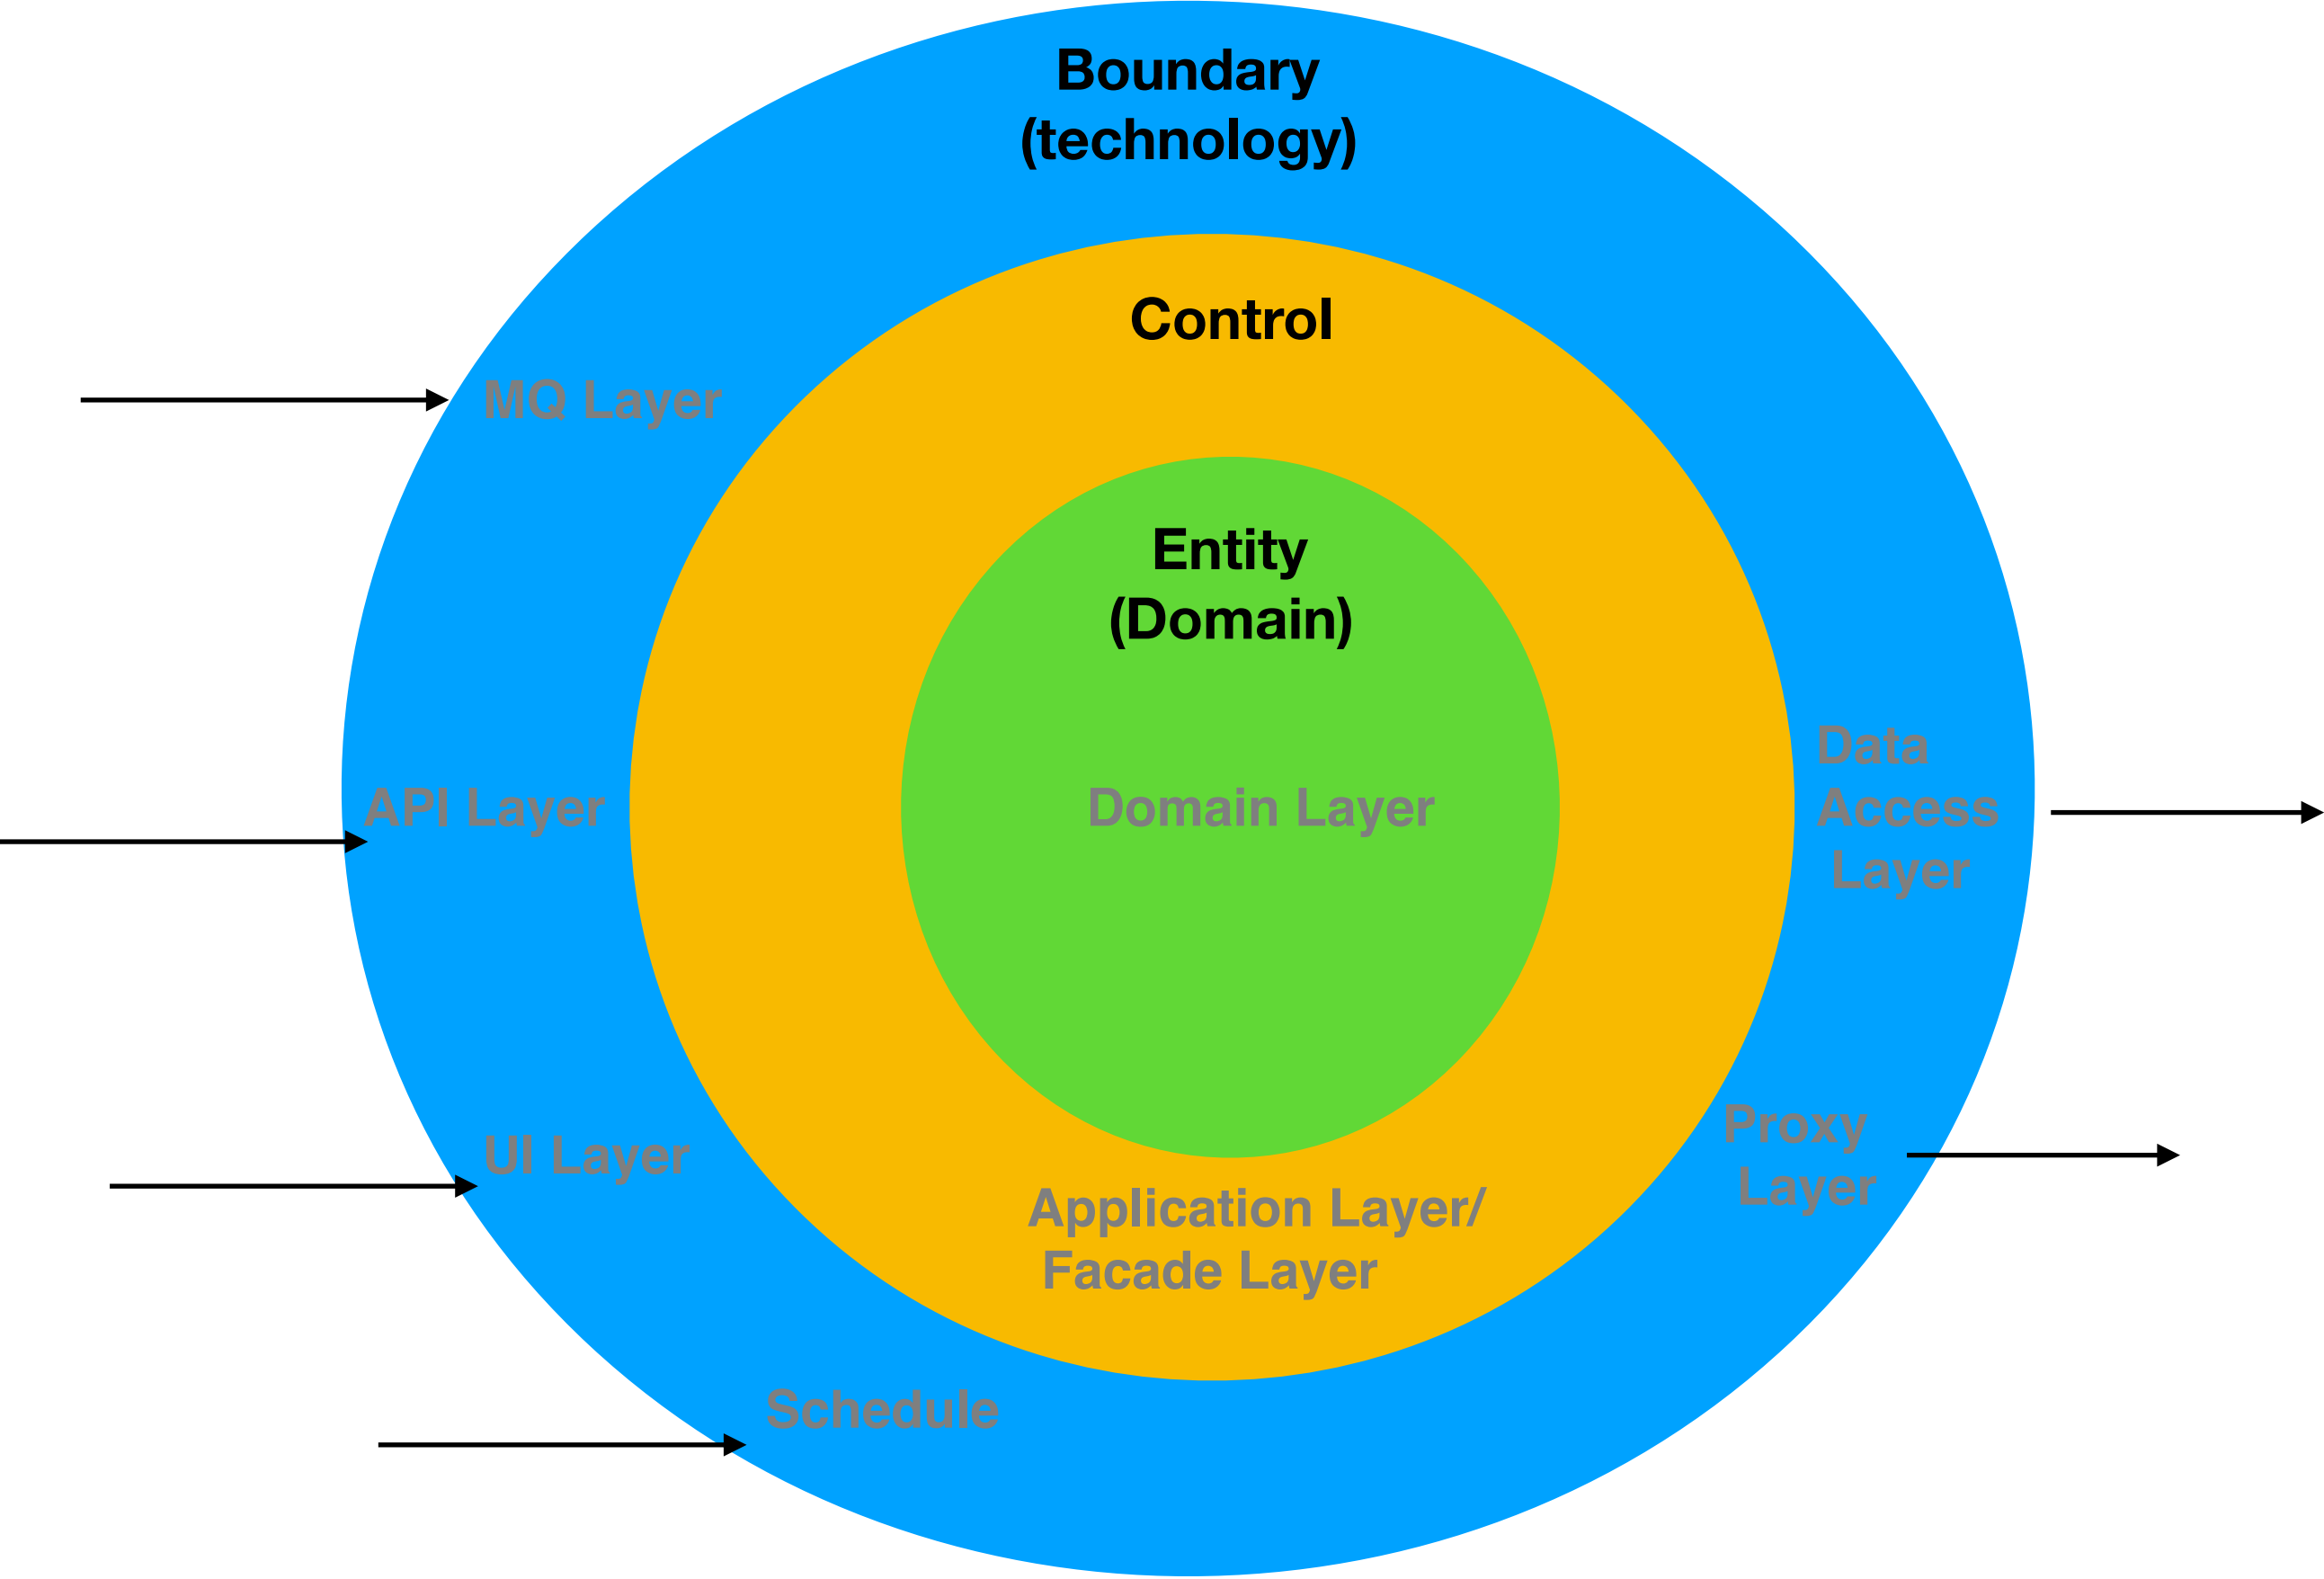 Boundary
(technology)
Control
MQ Layer
Entity
(Domain)
Data
Access
Layer
API Layer
Domain Layer
Proxy
Layer
UI Layer
Application Layer/
Facade Layer
Schedule